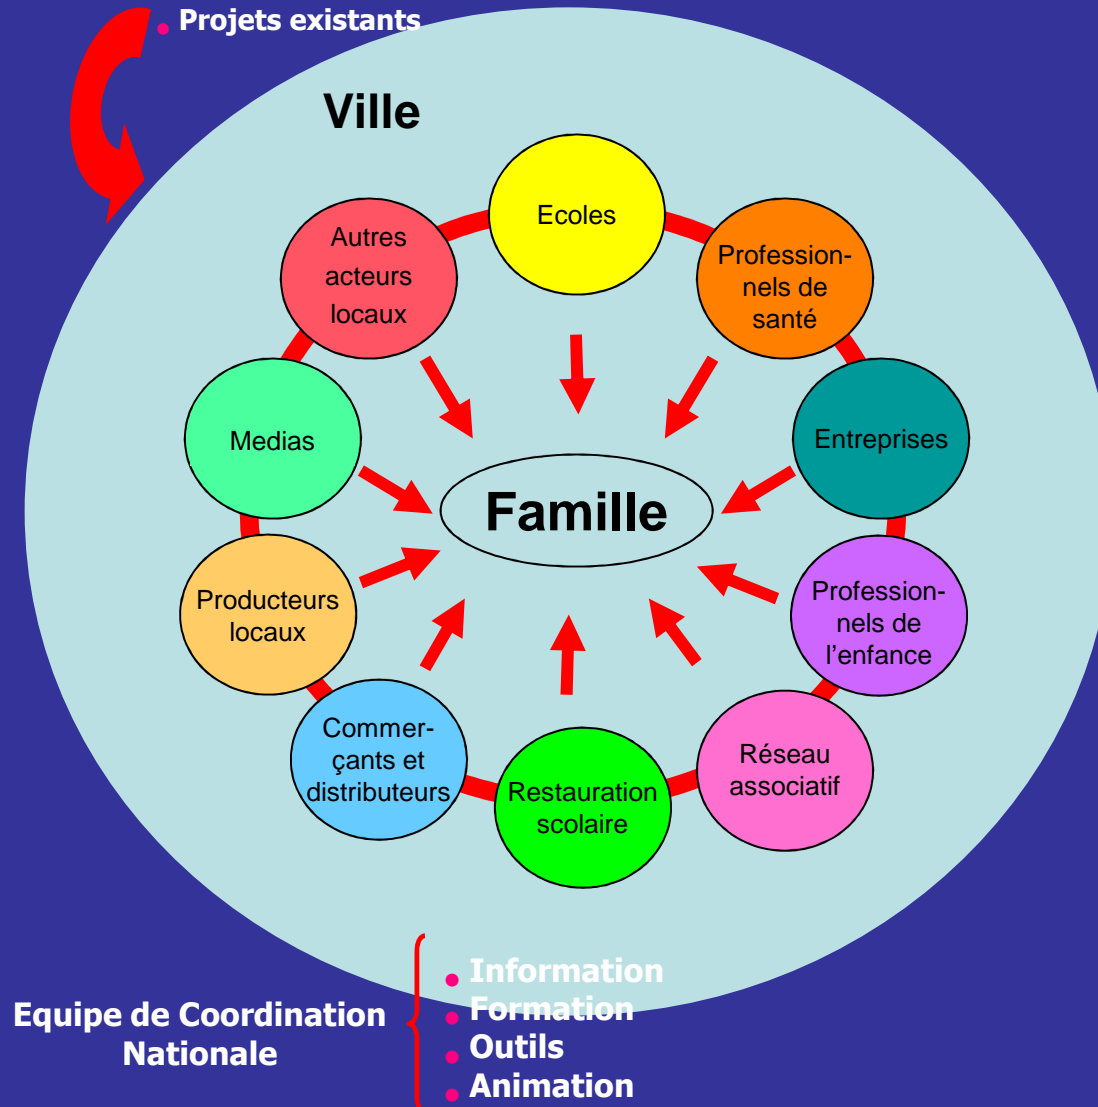 Projets existants
Ville
Ecoles
Autres
acteurs
locaux
Profession-
nels de
santé
Medias
Entreprises
Famille
Producteurs
locaux
Profession-
nels de
l'enfance
Commer-
çants et
distributeurs
Réseau
associatif
Restauration
scolaire
Equipe de Coordination
Nationale
Information
Formation
Outils
Animation